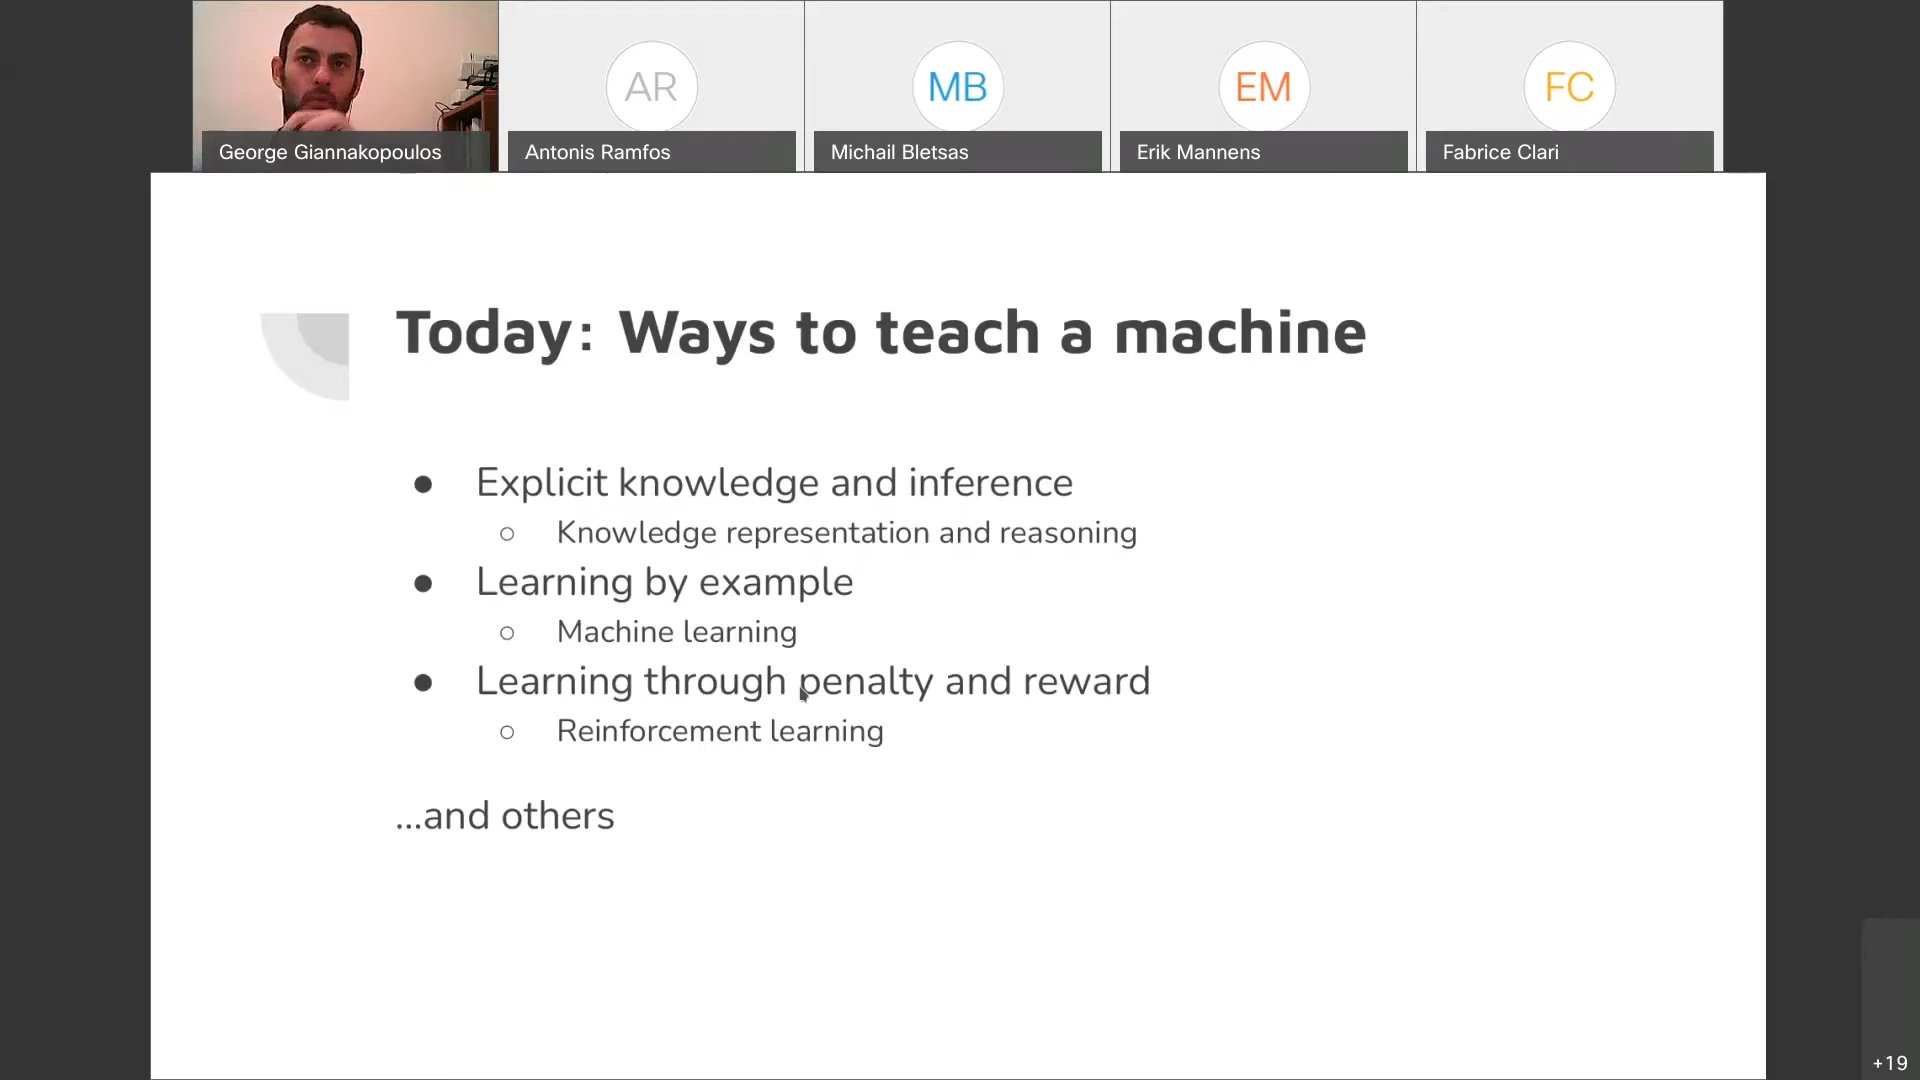 AR
MB
EM
FC
George Giannakopoulos
Antonis Ramfos
Michail Bletsas
Erik Mannens
Fabrice Clari
Today: Ways to teach a machine
● Explicit knowledge and inference
○ Knowledge representation and reasoning
● Learning by example
○ Machine learning
● Learning through penalty and reward
○ Reinforcement learning
...and others
+19